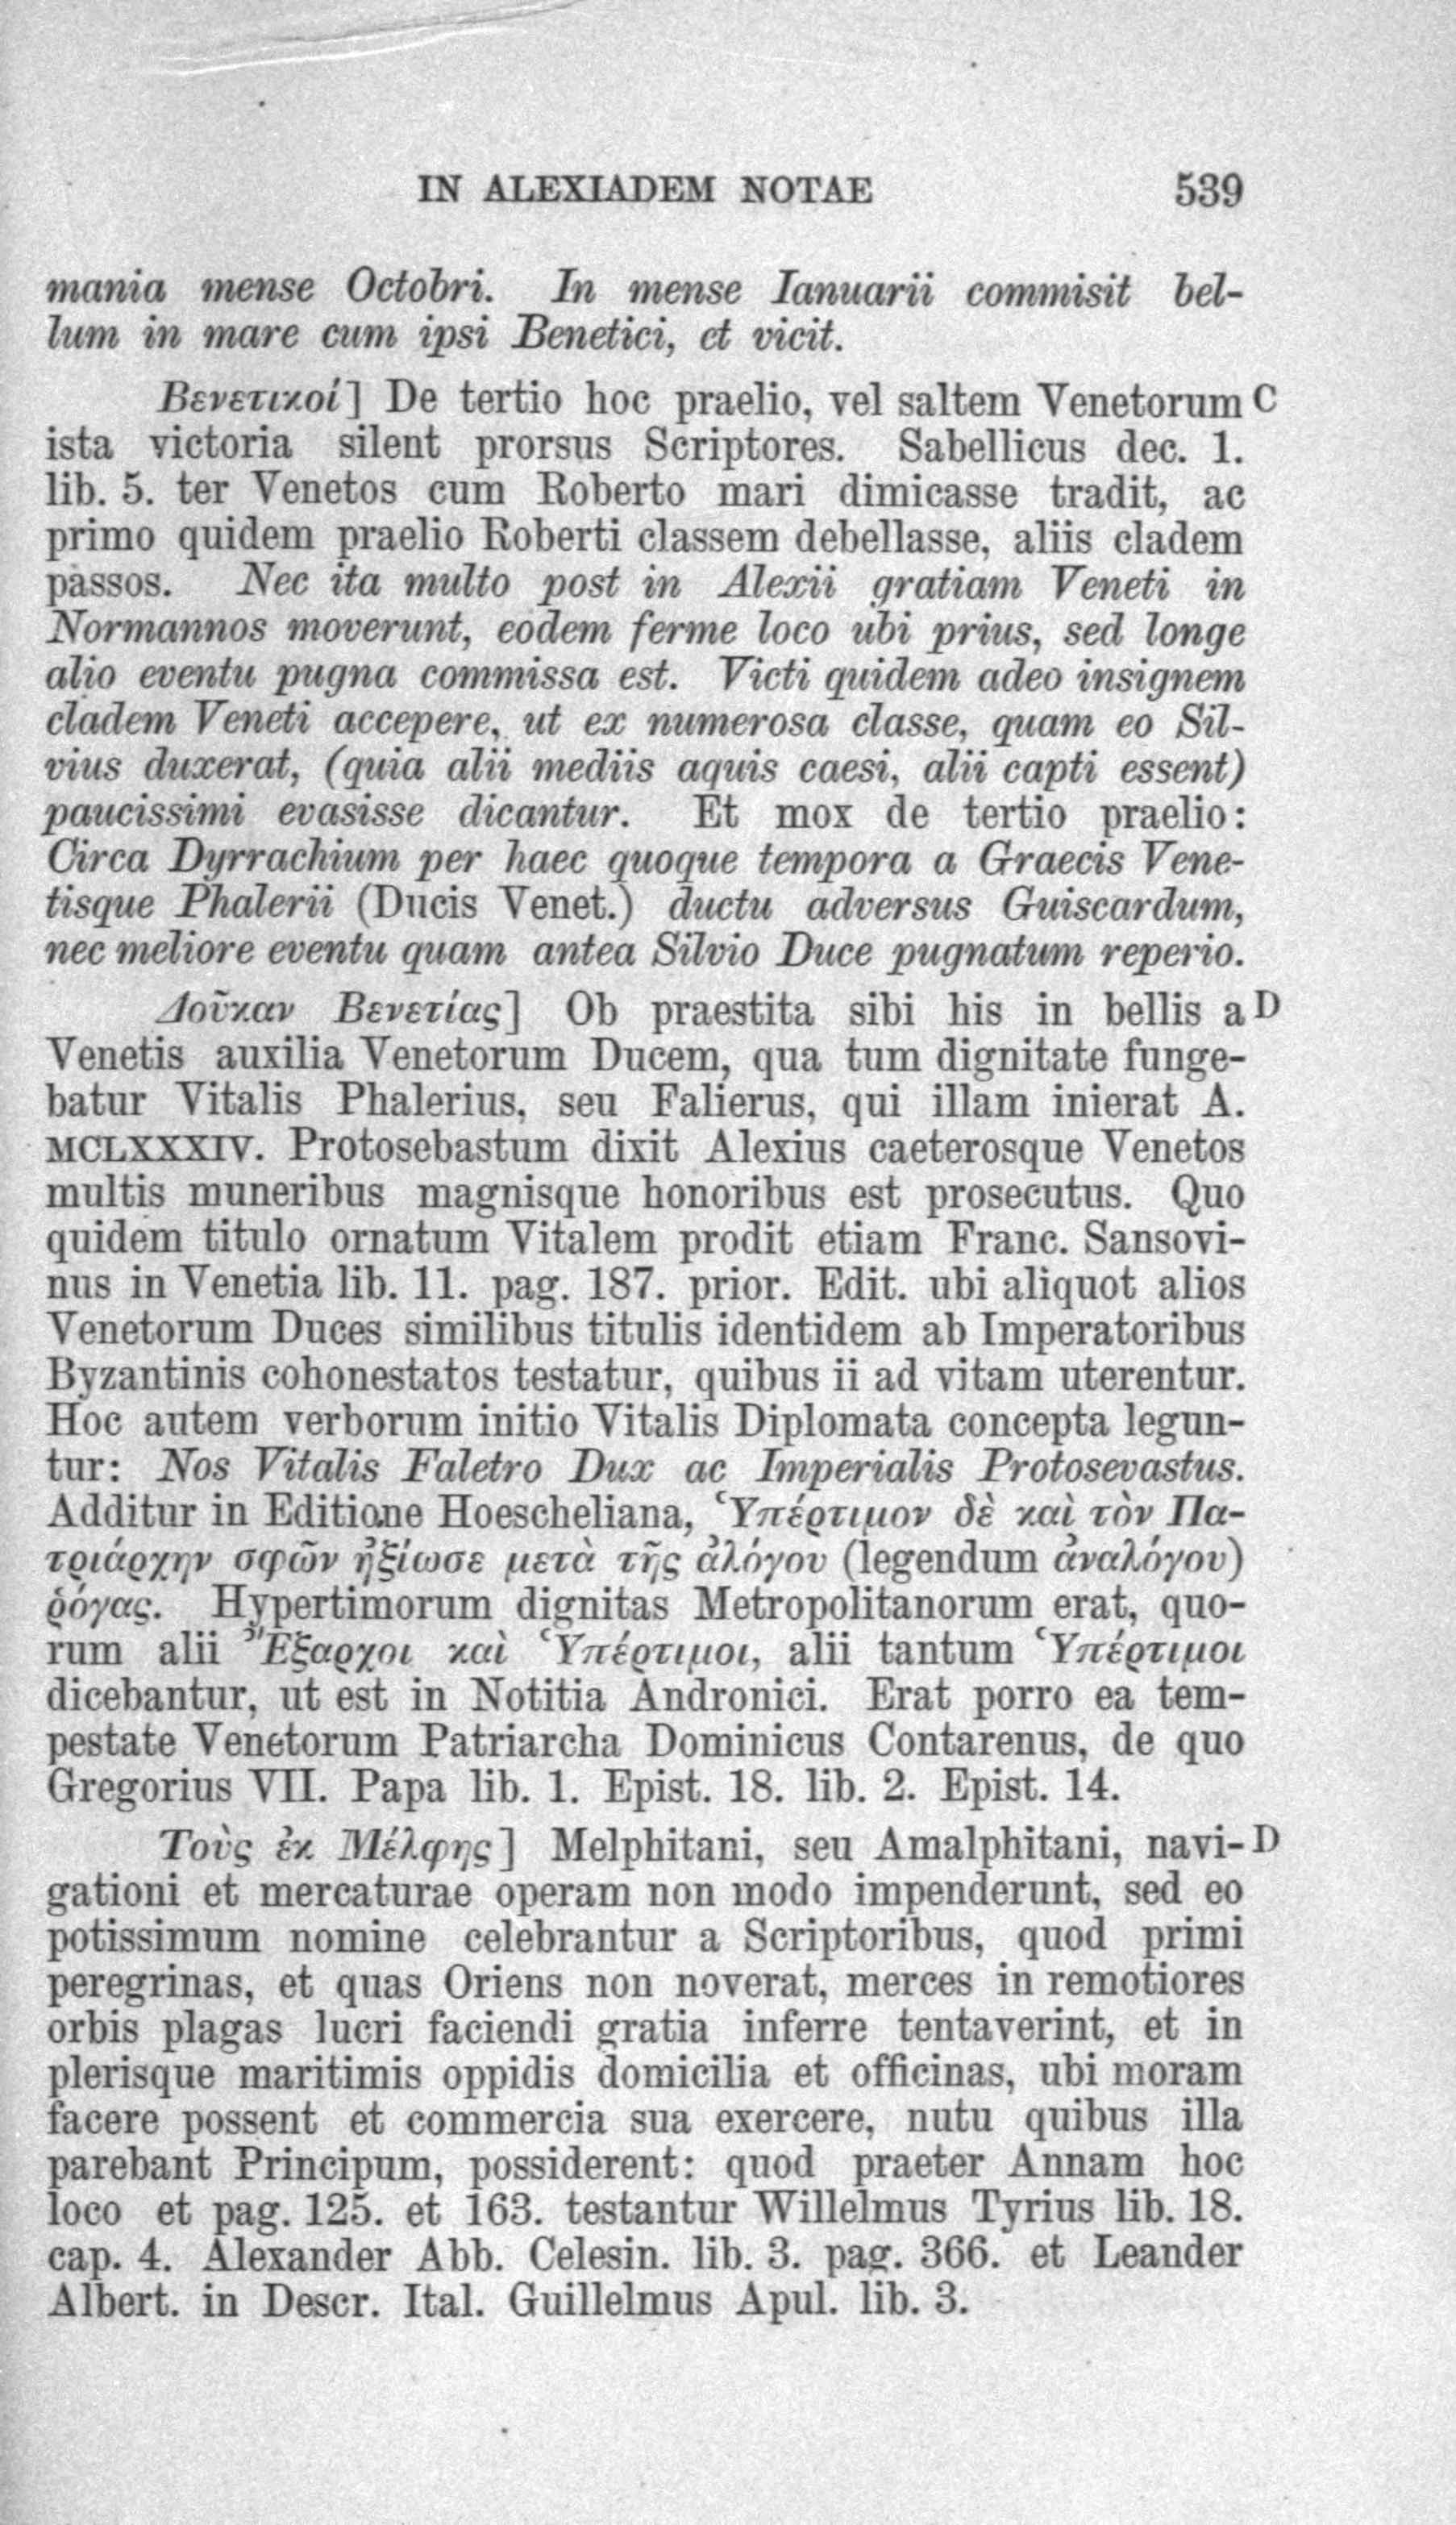 IN ALEXIADEM NOTAE 539
mania mense Octobri. In mense Ianuarii commisit bel-
lum in mare cum ipsi Benetici, et vicit.
Βενετικοί] De tertio hoc praelio, vel saltem Venetorum C
ista victoria silent prorsus Scriptores. Sabellicus dec. 1.
lib. 5. ter Venetos cum Roberto mari dimicasse tradit, ac
primo quidem praelio Roberti classem debellasse, aliis cladem
passos. Nec ita multo post in Alexii gratiam Veneti in
Normannos moverunt, eodem ferme loco ubi prius, sed longe
alio eventu pugna commissa est. Victi quidem adeo insignem
cladem Veneti accepere, ut ex numerosa classe, quam eo Sil-
vius duxerat, (quia alii mediis aquis caesi, alii capti essent)
paucissimi evasisse dicantur. Et mox de tertio praelio:
Circa Dyrrachium per haec quoque tempora a Graecis Vene-
tisque Phalerii (Ducis Venet.) ductu adversus Guiscardum,
nec meliore eventu quam antea Silvio Duce pugnatum reperio.
Δοῦκαν Βενετίας] Ob praestita sibi his in bellis a D
Venetis auxilia Venetorum Ducem, qua tum dignitate funge-
batur Vitalis Phalerius, seu Falierus, qui illam inierat A.
MCLXXXIV. Protosebastum dixit Alexius caeterosque Venetos
multis muneribus magnisque honoribus est prosecutus. Quo
quidem titulo ornatum Vitalem prodit etiam Franc. Sansovi-
nus in Venetia lib. 11. pag. 187. prior. Edit. ubi aliquot alios
Venetorum Duces similibus titulis identidem ab Imperatoribus
Byzantinis cohonestatos testatur, quibus ii ad vitam uterentur.
Hoc autem verborum initio Vitalis Diplomata concepta legun-
tur: Nos Vitalis Faletro Dux ac Imperialis Protosevastus.
Additur in Editione Hoescheliana, Ὑπέρτιμον δὲ καὶ τὸν Πα-
τριάρχην σφῶν ἠξίωσε μετὰ τῆς ἀλόγου (legendum ἀναλόγου)
ῥόγας. Hypertimorum dignitas Metropolitanorum erat, quo-
rum alii Ἔξαρχοι καὶ Ὑπέρτιμοι, alii tantum Ὑπέρτιμοι
dicebantur, ut est in Notitia Andronici. Erat porro ea tem-
pestate Venetorum Patriarcha Dominicus Contarenus, de quo
Gregorius VII. Papa lib. 1. Epist. 18. lib. 2. Epist. 14.
Τοὺς ἐκ Μέλφης] Melphitani, seu Amalphitani, navi- D
gationi et mercaturae operam non modo impenderunt, sed eo
potissimum nomine celebrantur a Scriptoribus, quod primi
peregrinas, et quas Oriens non noverat, merces in remotiores
orbis plagas lucri faciendi gratia inferre tentaverint, et in
plerisque maritimis oppidis domicilia et officinas, ubi moram
facere possent et commercia sua exercere, nutu quibus illa
parebant Principum, possiderent: quod praeter Annam hoc
loco et pag. 125. et 163. testantur Willelmus Tyrius lib. 18.
cap. 4. Alexander Abb. Celesin. lib. 3. pag. 366. et Leander
Albert. in Descr. Ital. Guillelmus Apul. lib. 3.